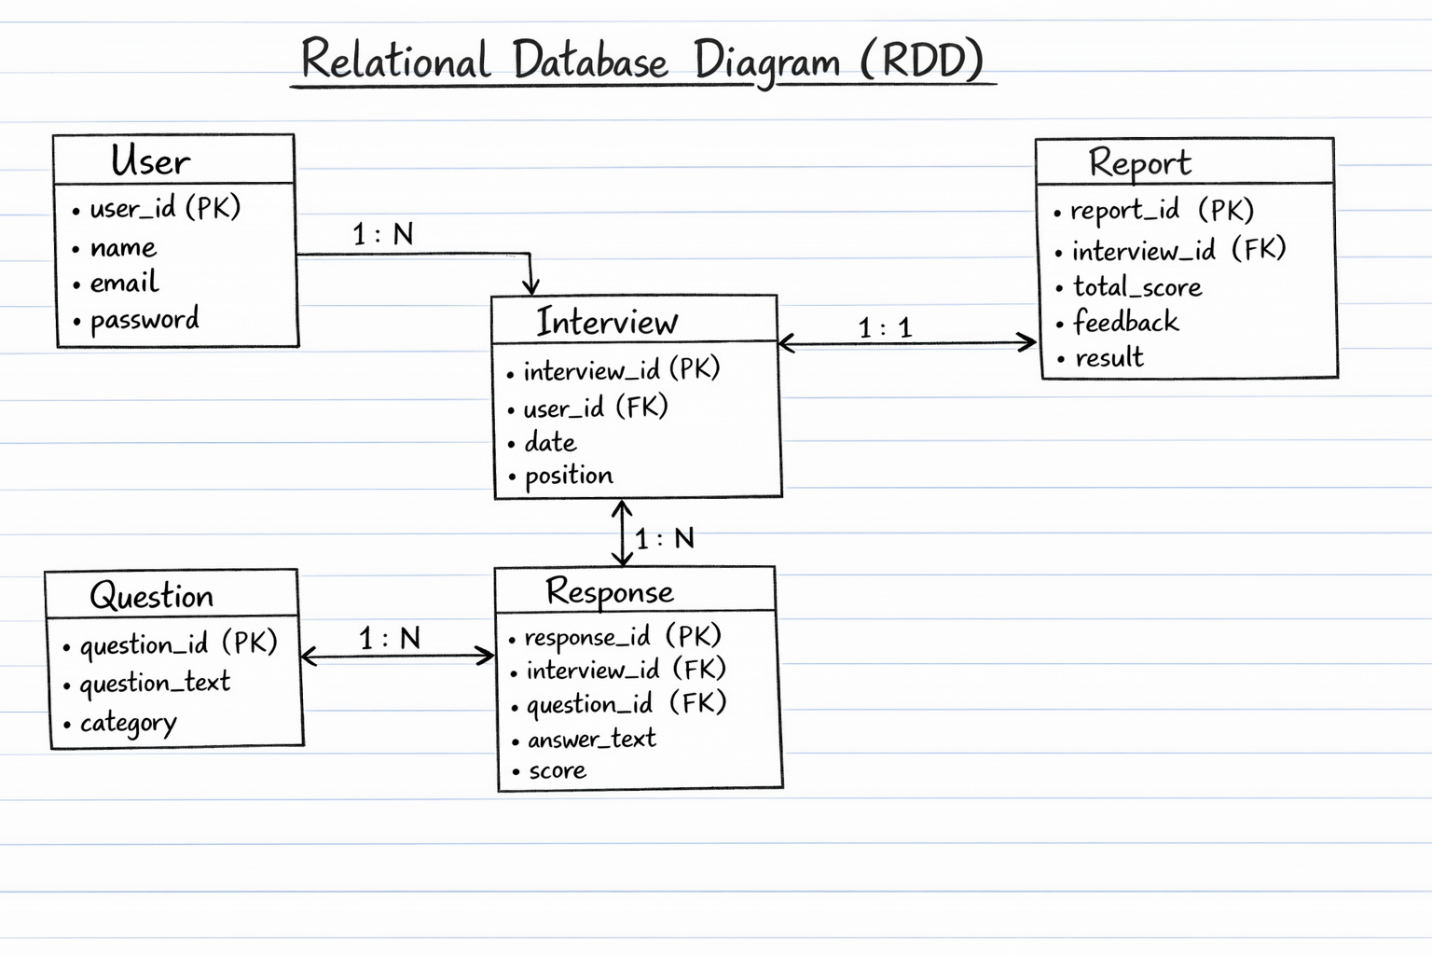 Relational Database Diagram (RDD)
User
• user_id (PK)
• name
• email
• password
1 : N
Report
• report_id (PK)
• interview_id (FK)
• total_score
• feedback
• result
1 : 1
Interview
• interview_id (PK)
• user_id (FK)
• date
• position
1 : N
Question
• question_id (PK)
• question_text
• category
1 : N
Response
• response_id (PK)
• interview_id (FK)
• question_id (FK)
• answer_text
• score